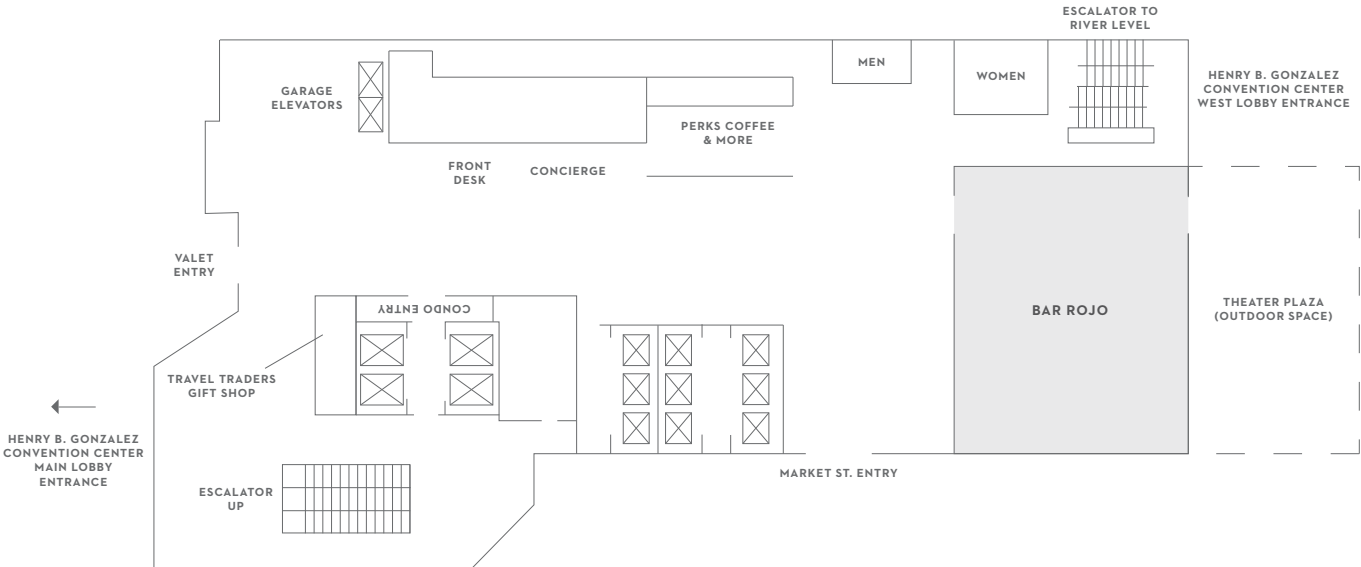 ESCALATOR TO
RIVER LEVEL
MEN
WOMEN
HENRY B. GONZALEZ
CONVENTION CENTER
WEST LOBBY ENTRANCE
GARAGE
ELEVATORS
PERKS COFFEE
& MORE
FRONT
DESK
CONCIERGE
VALET
ENTRY
CONDO ENTRY
BAR ROJO
THEATER PLAZA
(OUTDOOR SPACE)
TRAVEL TRADERS
GIFT SHOP
HENRY B. GONZALEZ
CONVENTION CENTER
MAIN LOBBY
ENTRANCE
MARKET ST. ENTRY
ESCALATOR
UP